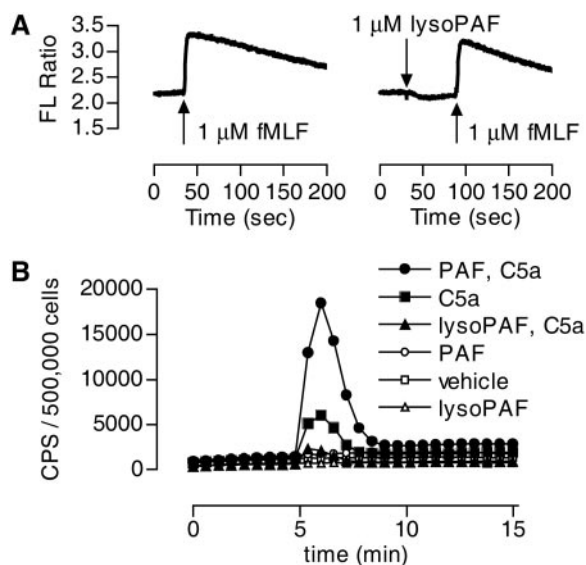 A
FL Ratio
3.5
3.0
2.5
2.0
1.5
1 μM fMLF
0 50 100 150 200
Time (sec)
1 μM lysoPAF
1 μM fMLF
0 50 100 150 200
Time (sec)
B
CPS / 500,000 cells
20000
15000
10000
5000
0
PAF, C5a
C5a
lysoPAF, C5a
PAF
vehicle
lysoPAF
0 5 10 15
time (min)